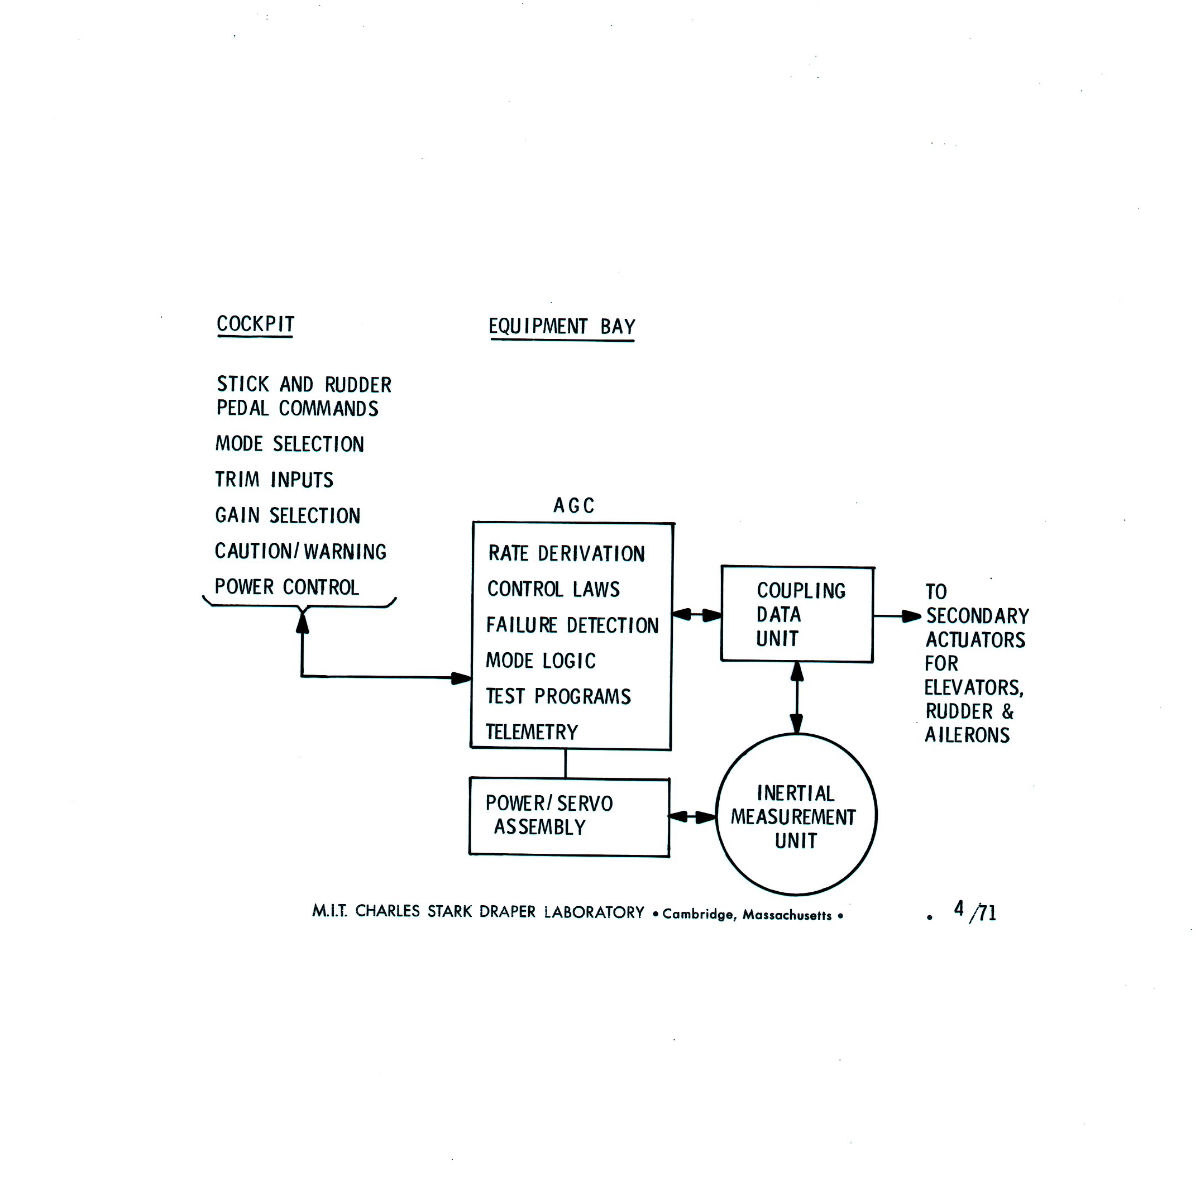 COCKPIT
EQUIPMENT BAY
STICK AND RUDDER
PEDAL COMMANDS
MODE SELECTION
TRIM INPUTS
GAIN SELECTION
CAUTION/WARNING
POWER CONTROL
AGC
RATE DERIVATION
CONTROL LAWS
FAILURE DETECTION
MODE LOGIC
TEST PROGRAMS
TELEMETRY
POWER/SERVO
ASSEMBLY
COUPLING
DATA
UNIT
INERTIAL
MEASUREMENT
UNIT
TO
SECONDARY
ACTUATORS
FOR
ELEVATORS,
RUDDER &
AILERONS
M.I.T. CHARLES STARK DRAPER LABORATORY • Cambridge, Massachusetts •
. 4/71